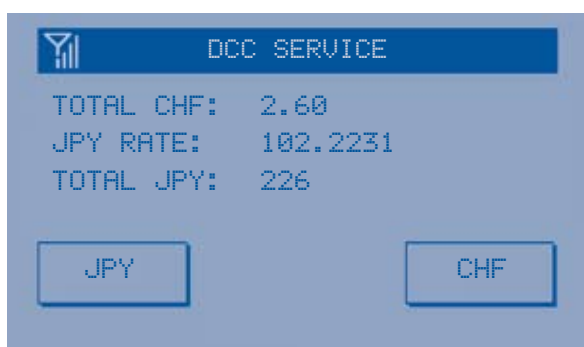 DCC SERVICE
TOTAL CHF: 2.60
JPY RATE: 102.2231
TOTAL JPY: 226
JPY
CHF